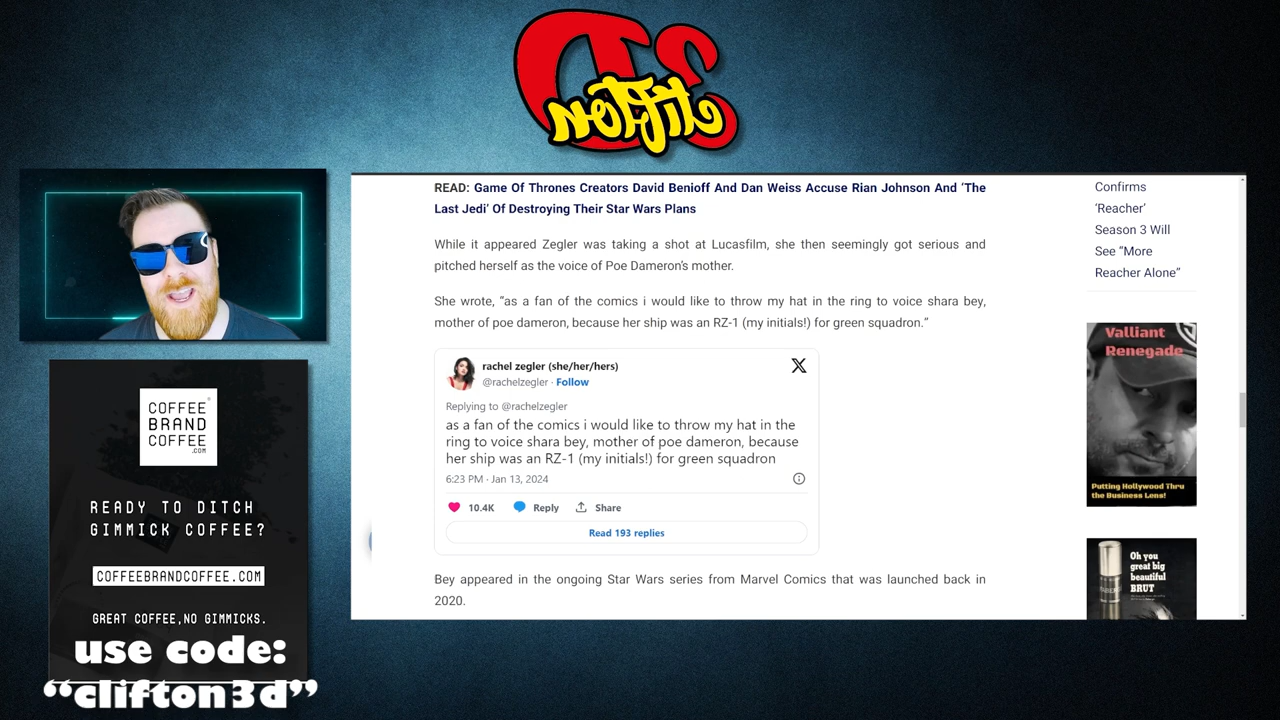 3D
Clifton
READ: Game Of Thrones Creators David Benioff And Dan Weiss Accuse Rian Johnson And ‘The
Last Jedi’ Of Destroying Their Star Wars Plans
While it appeared Zegler was taking a shot at Lucasfilm, she then seemingly got serious and
pitched herself as the voice of Poe Dameron’s mother.
She wrote, “as a fan of the comics i would like to throw my hat in the ring to voice shara bey,
mother of poe dameron, because her ship was an RZ-1 (my initials!) for green squadron.”
rachel zegler (she/her/hers)
@rachelzegler · Follow
Replying to @rachelzegler
as a fan of the comics i would like to throw my hat in the
ring to voice shara bey, mother of poe dameron, because
her ship was an RZ-1 (my initials!) for green squadron
6:23 PM · Jan 13, 2024
10.4K Reply Share
Read 193 replies
Bey appeared in the ongoing Star Wars series from Marvel Comics that was launched back in
2020.
Confirms
‘Reacher’
Season 3 Will
See “More
Reacher Alone”
Valliant
Renegade
Putting Hollywood Thru
the Business Lens!
Oh you
great big
beautiful
BRUT
COFFEE
BRAND
COFFEE
.COM
READY TO DITCH
GIMMICK COFFEE?
COFFEEBRANDCOFFEE.COM
GREAT COFFEE,NO GIMMICKS.
use code:
“clifton3d”